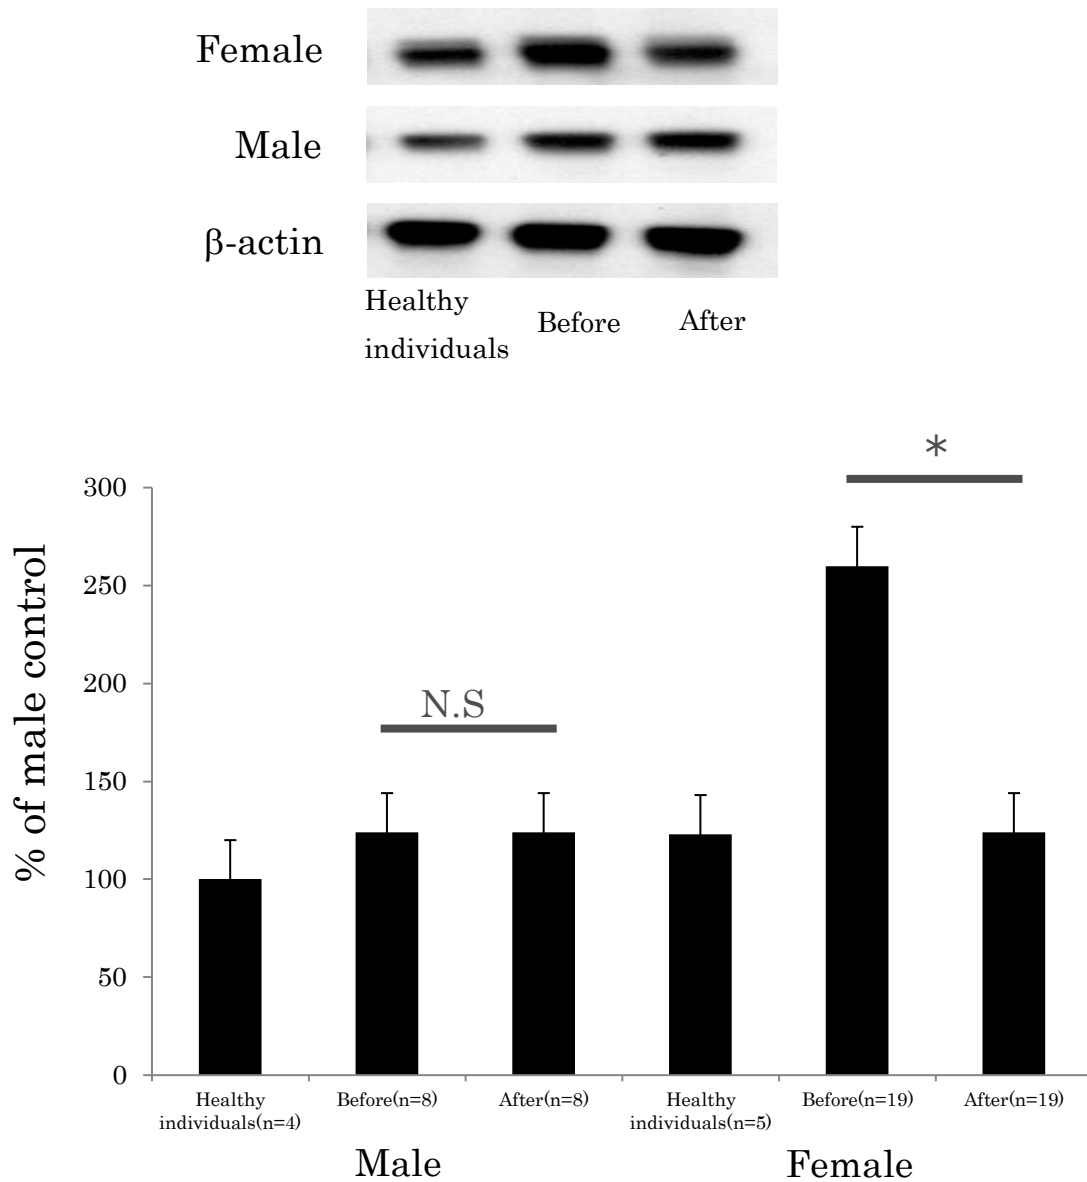 Female
Male
β-actin
Healthy
individuals
Before
After
*
300
250
200
150
100
50
0
% of male control
N.S
Healthy
individuals(n=4)
Before(n=8)
After(n=8)
Healthy
individuals(n=5)
Before(n=19)
After(n=19)
Male
Female